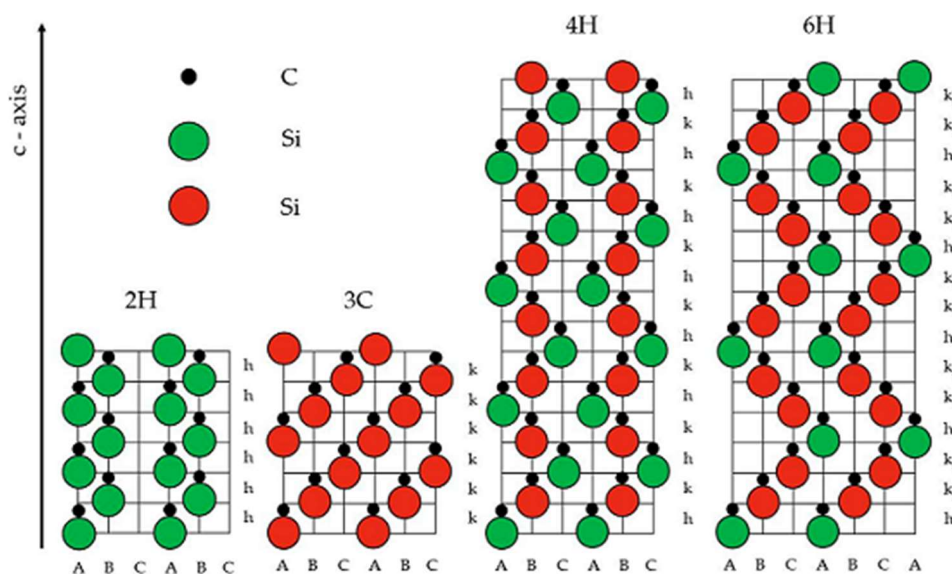 4H 6H
C
Si
Si
c - axis
h k
k k
h h
k k
h k
k h
h k
2H 3C
k k
h h
h k k k
h k h k
h k k h
h k h k
k k k
h k h h
A B C A B C
A B C A B C
A B C A B C
A B C A B C A